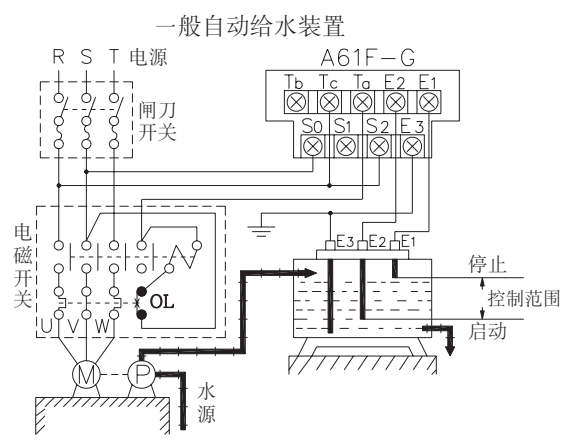 一般自动给水装置
R S T 电源
A61F-G
Tb Tc Ta E2 E1
S0 S1 S2 E3
闸刀
开关
电磁开关
E3 E2 E1
停止
控制范围
启动
OL
U V W
M P
水源